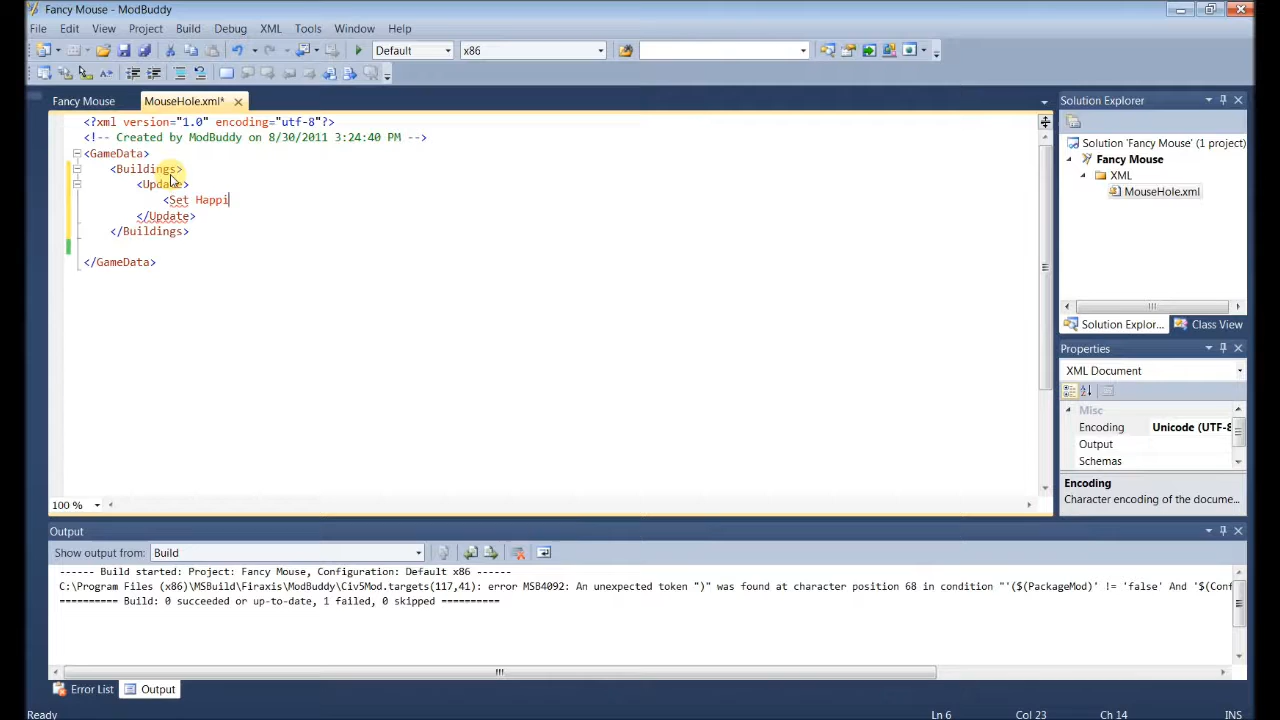 Fancy Mouse - ModBuddy
File Edit View Project Build Debug XML Tools Window Help
Default x86
Fancy Mouse MouseHole.xml*
<?xml version="1.0" encoding="utf-8"?>
<!-- Created by ModBuddy on 8/30/2011 3:24:40 PM -->
<GameData>
<Buildings>
<Update>
<Set Happi
</Update>
</Buildings>
</GameData>
100 %
Solution Explorer
Solution 'Fancy Mouse' (1 project)
Fancy Mouse
XML
MouseHole.xml
Solution Explor... Class View
Properties
XML Document
Misc
Encoding Unicode (UTF-8
Output
Schemas
Encoding
Character encoding of the docume...
Output
Show output from: Build
------ Build started: Project: Fancy Mouse, Configuration: Default x86 ------
C:\Program Files (x86)\MSBuild\Firaxis\ModBuddy\Civ5Mod.targets(117,41): error MSB4092: An unexpected token ")" was found at character position 68 in condition "'($(PackageMod)' != 'false' And '$(Conf
========== Build: 0 succeeded or up-to-date, 1 failed, 0 skipped ==========
Error List Output
Ready Ln 6 Col 23 Ch 14 INS